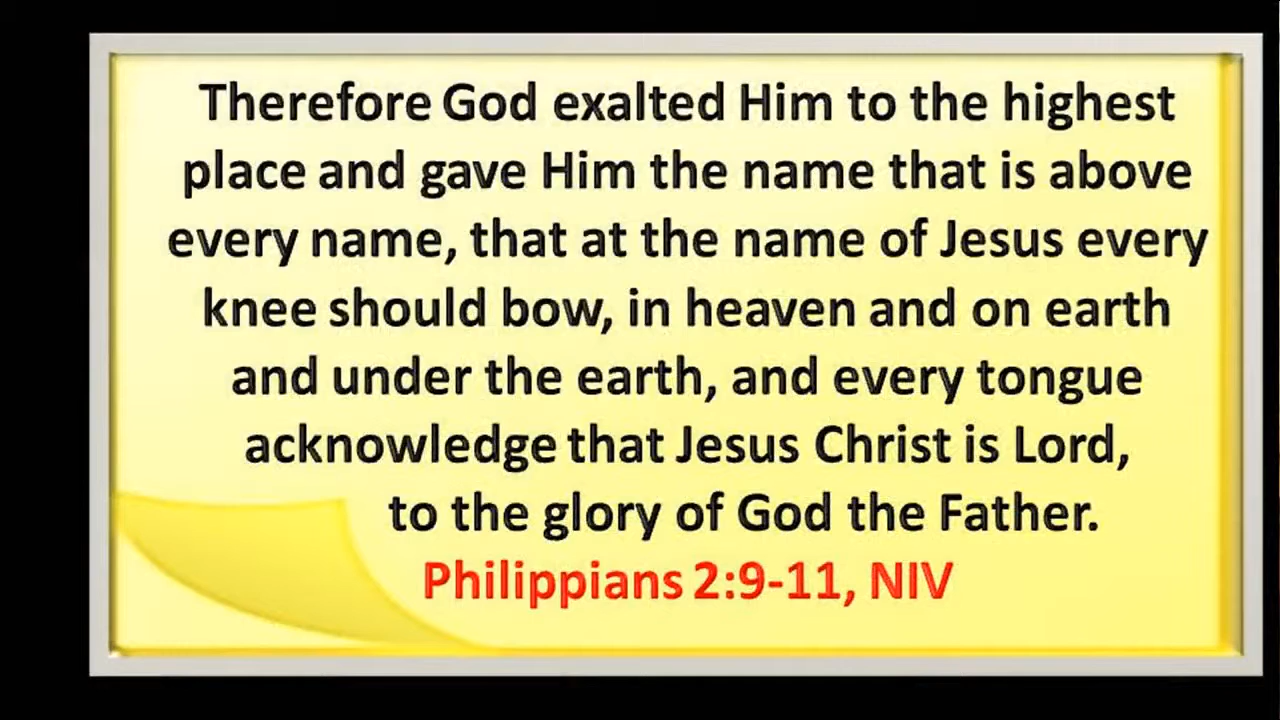 Therefore God exalted Him to the highest
place and gave Him the name that is above
every name, that at the name of Jesus every
knee should bow, in heaven and on earth
and under the earth, and every tongue
acknowledge that Jesus Christ is Lord,
to the glory of God the Father.
Philippians 2:9-11, NIV